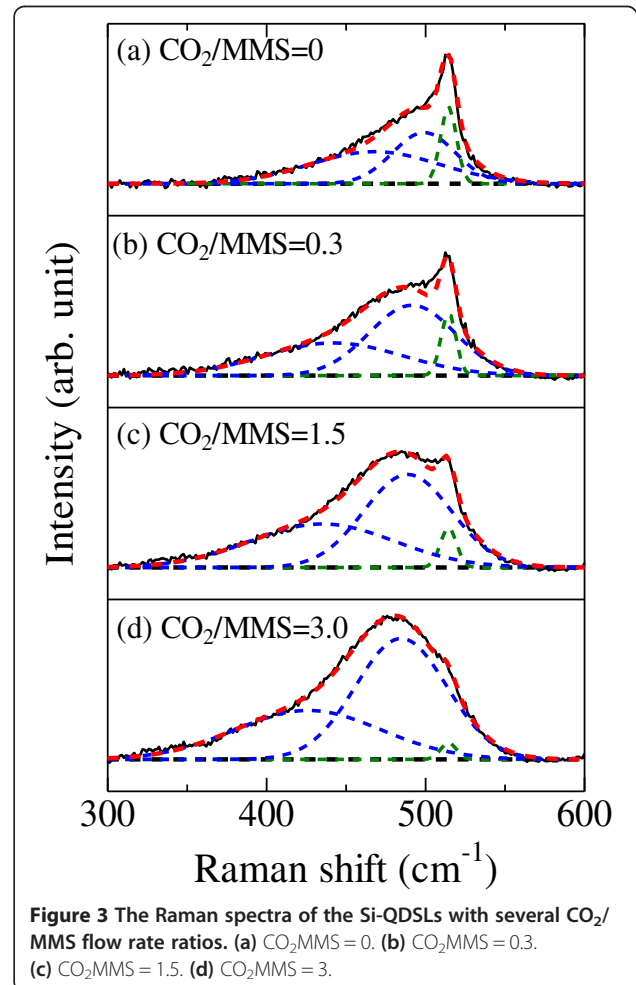 (a) CO₂/MMS=0
(b) CO₂/MMS=0.3
(c) CO₂/MMS=1.5
(d) CO₂/MMS=3.0
Intensity (arb. unit)
300 400 500 600
Raman shift (cm⁻¹)
Figure 3 The Raman spectra of the Si-QDSLs with several CO₂/
MMS flow rate ratios. (a) CO₂MMS = 0. (b) CO₂MMS = 0.3.
(c) CO₂MMS = 1.5. (d) CO₂MMS = 3.